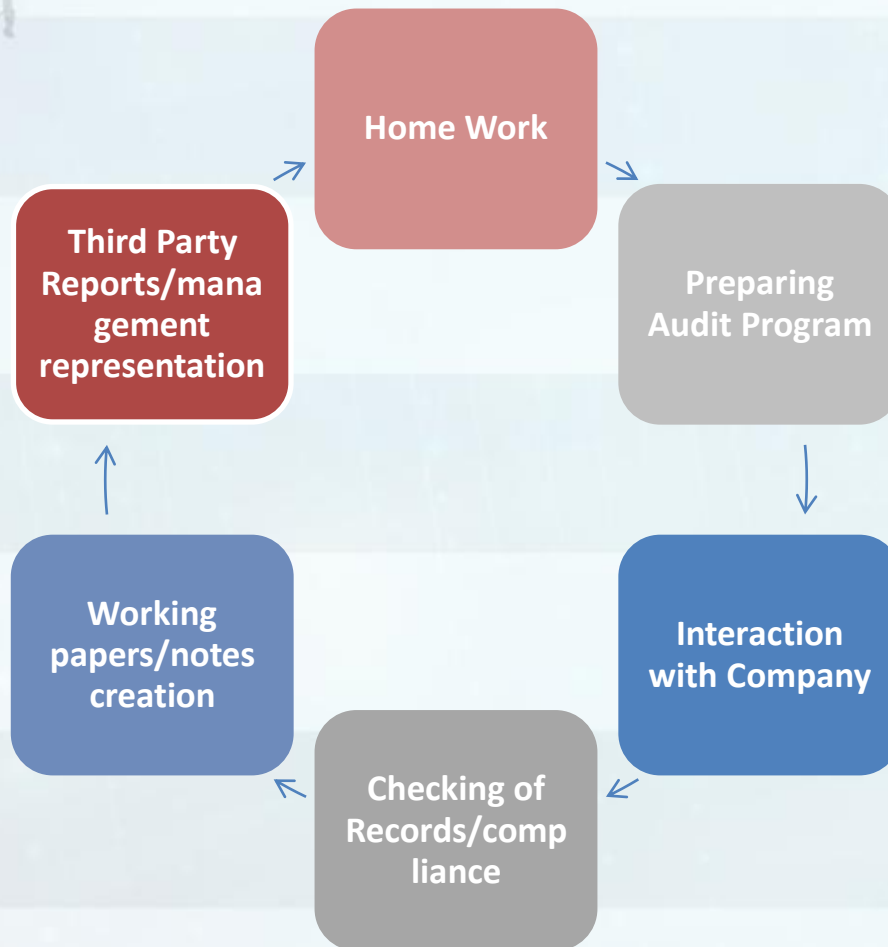 Home Work
Preparing
Audit Program
Interaction
with Company
Checking of
Records/comp
liance
Working
papers/notes
creation
Third Party
Reports/mana
gement
representation